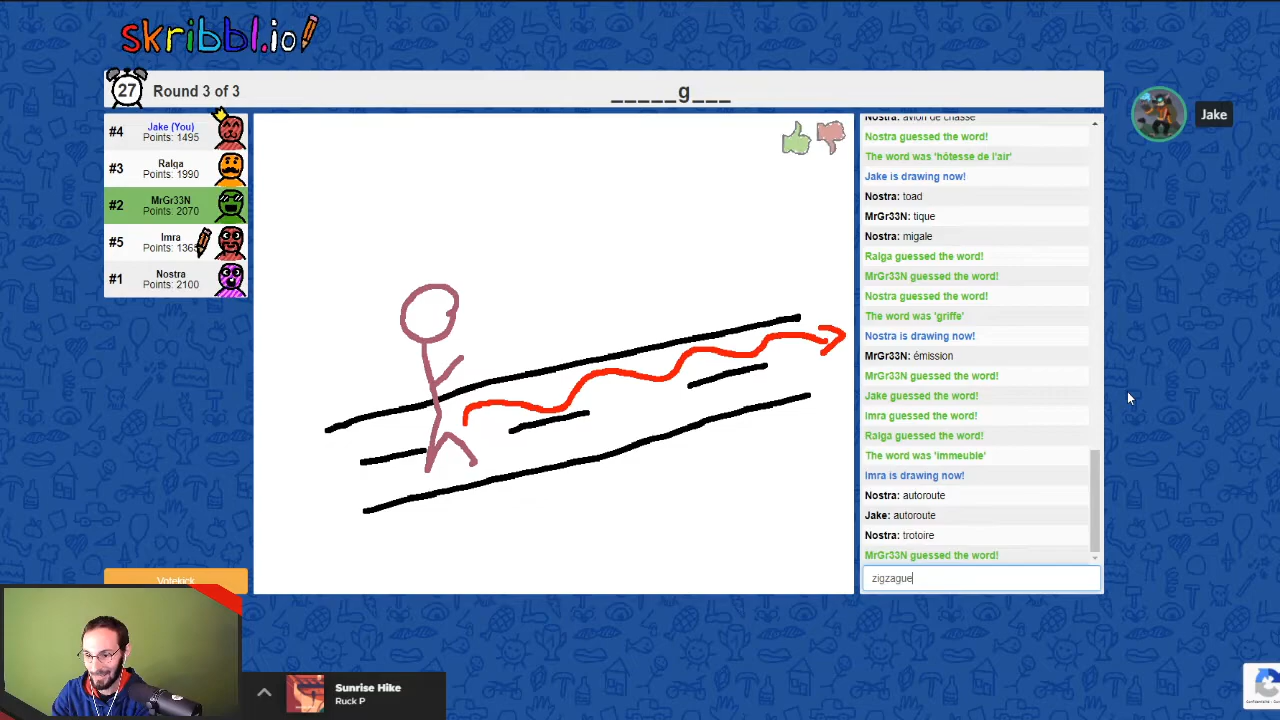 skribbl.io
27
Round 3 of 3
_____g___
#4
Jake (You)
Points: 1495
#3
Ralga
Points: 1990
#2
MrGr33N
Points: 2070
#5
Imra
Points: 1365
#1
Nostra
Points: 2100
Votekick
Nostra: avion de chasse
Nostra guessed the word!
The word was 'hôtesse de l'air'
Jake is drawing now!
Nostra: toad
MrGr33N: tique
Nostra: migale
Ralga guessed the word!
MrGr33N guessed the word!
Nostra guessed the word!
The word was 'griffe'
Nostra is drawing now!
MrGr33N: émission
MrGr33N guessed the word!
Jake guessed the word!
Imra guessed the word!
Ralga guessed the word!
The word was 'immeuble'
Imra is drawing now!
Nostra: autoroute
Jake: autoroute
Nostra: trotoire
MrGr33N guessed the word!
zigzague
Jake
Sunrise Hike
Ruck P